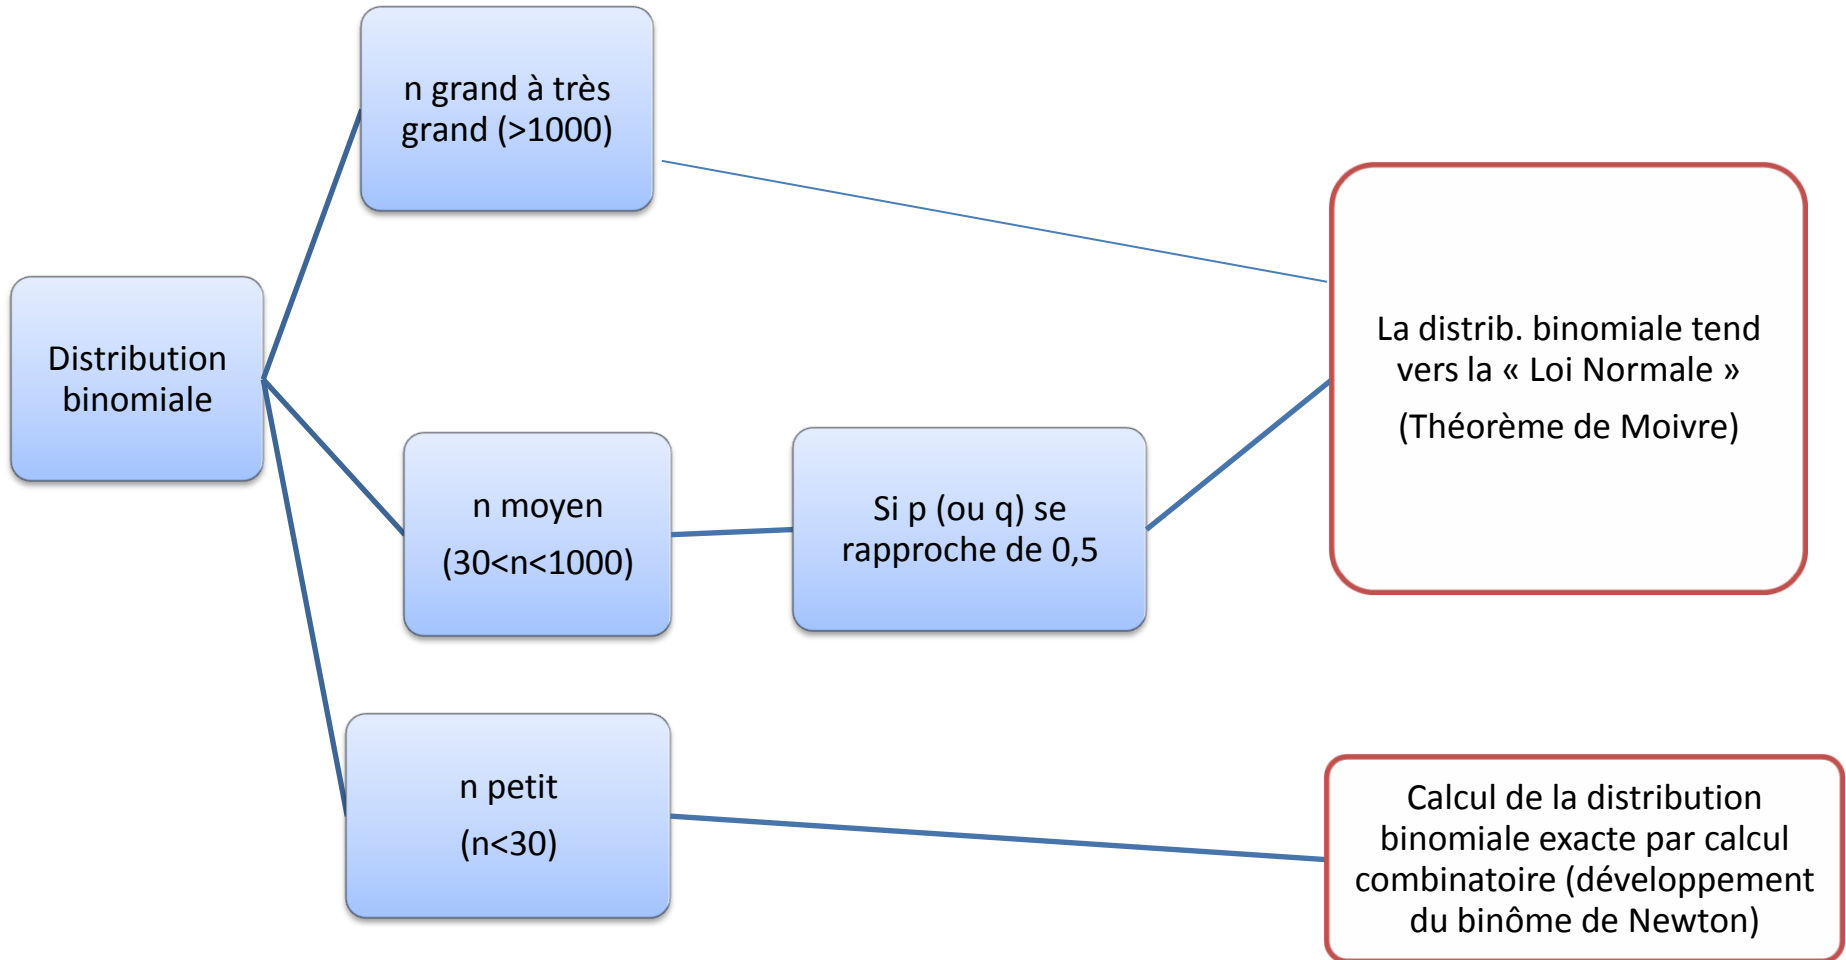 n grand à très
grand (>1000)
Distribution
binomiale
La distrib. binomiale tend
vers la « Loi Normale »
(Théorème de Moivre)
n moyen
(30<n<1000)
Si p (ou q) se
rapproche de 0,5
n petit
(n<30)
Calcul de la distribution
binomiale exacte par calcul
combinatoire (développement
du binôme de Newton)